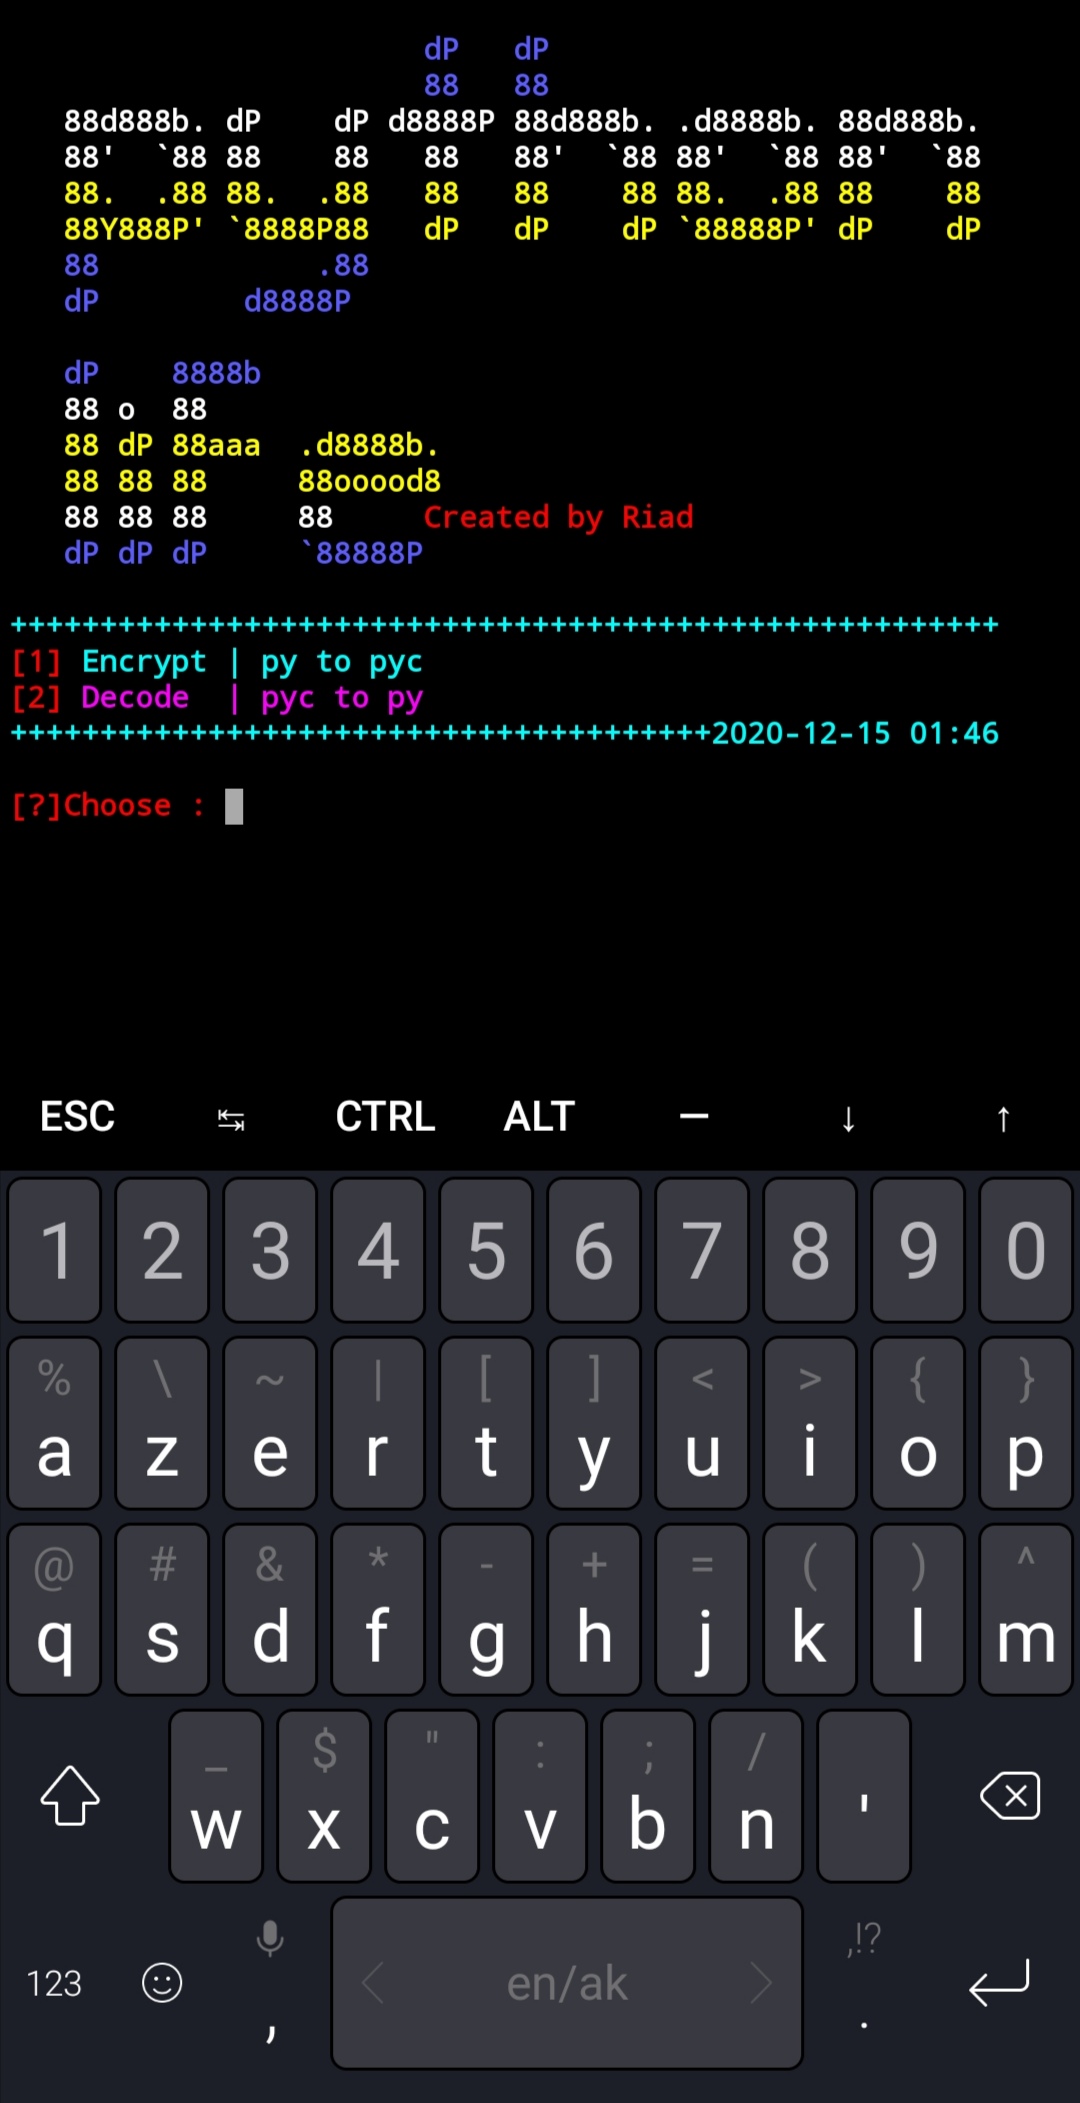 dP   dP
                       88   88
   88d888b. dP    dP d8888P 88d888b. .d8888b. 88d888b.
   88'  `88 88    88   88   88'  `88 88'  `88 88'  `88
   88.  .88 88.  .88   88   88    88 88.  .88 88    88
   88Y888P' `8888P88   dP   dP    dP `88888P' dP    dP
   88            .88
   dP        d8888P
   dP    8888b
   88 o  88
   88 dP 88aaa  .d8888b.
   88 88 88     88ooood8
   88 88 88     88     Created by Riad
   dP dP dP     `88888P
+++++++++++++++++++++++++++++++++++++++++++++++++++++++
[1] Encrypt | py to pyc
[2] Decode  | pyc to py
+++++++++++++++++++++++++++++++++++++++2020-12-15 01:46
[?]Choose :
ESC ↹ CTRL ALT — ↓ ↑
1 2 3 4 5 6 7 8 9 0
% \ ~ | [ ] < > { }
a z e r t y u i o p
@ # & * - + = ( ) ^
q s d f g h j k l m
_ $ " : ; /
w x c v b n '
,!?
123 , < en/ak > .